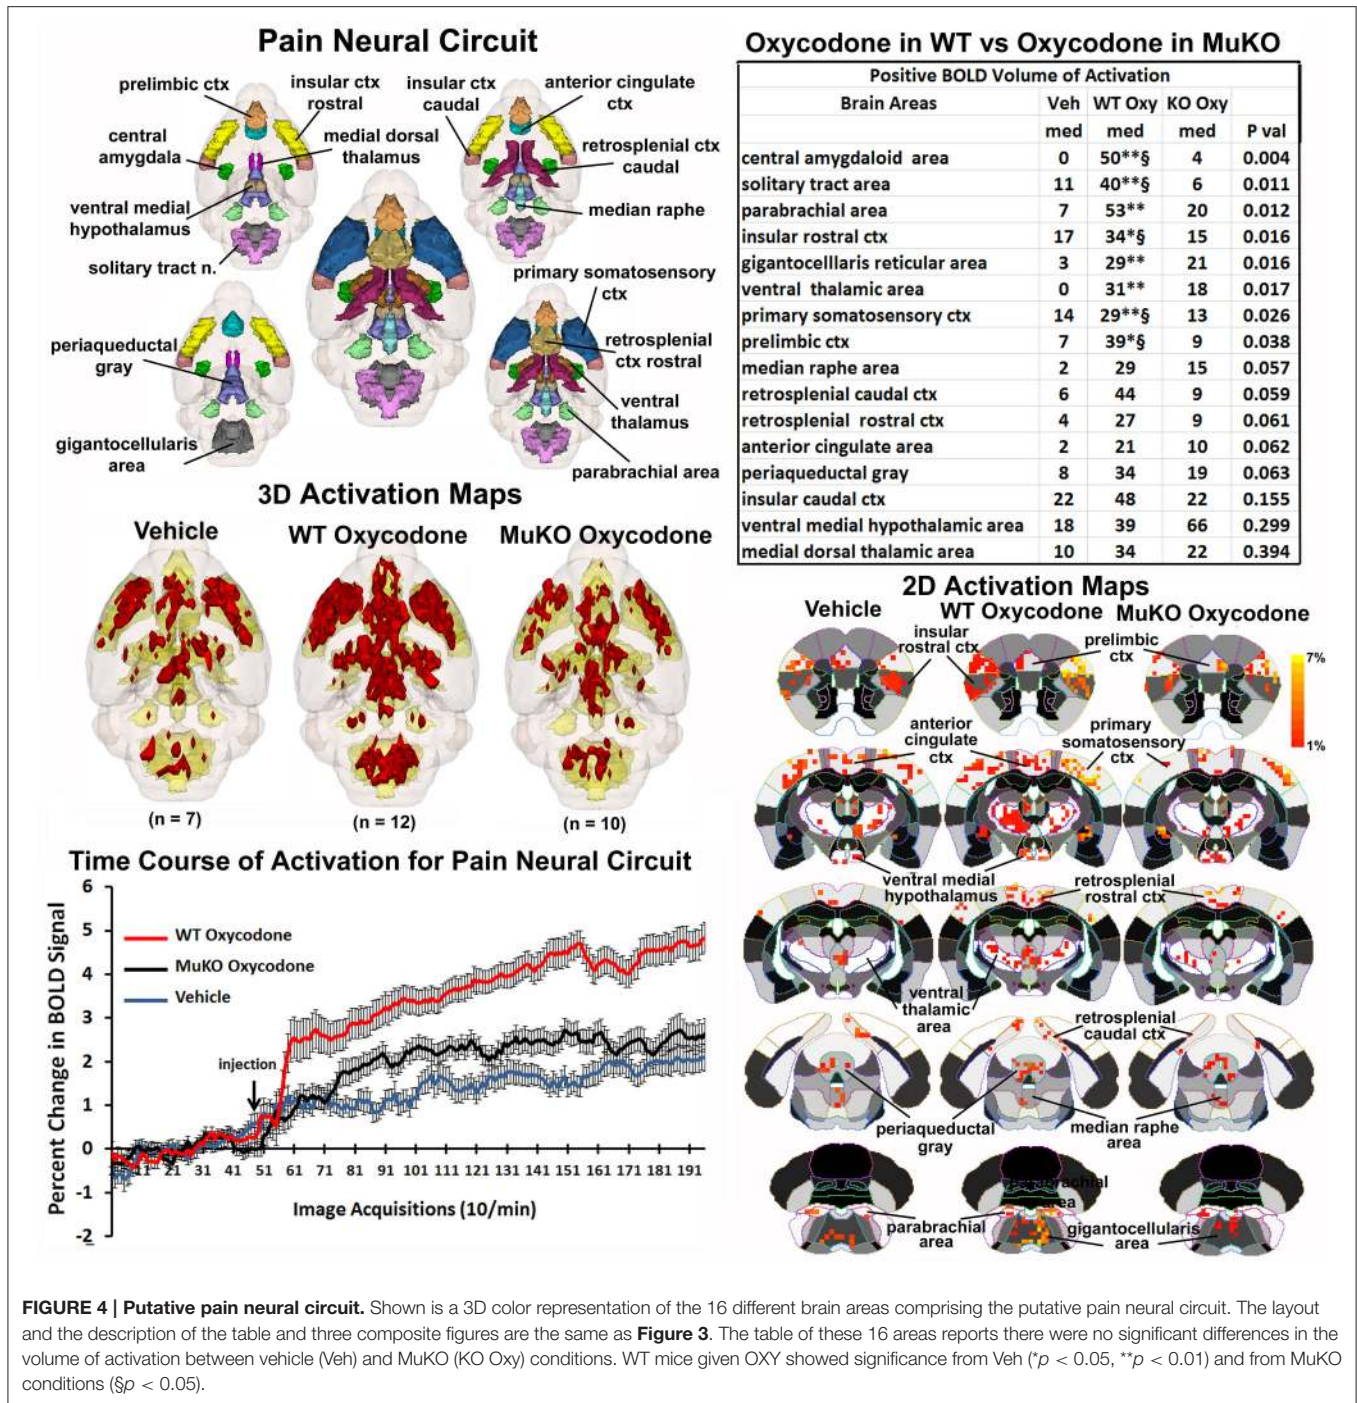 Pain Neural Circuit
prelimbic ctx
insular ctx
rostral
insular ctx
caudal
anterior cingulate
ctx
central
amygdala
medial dorsal
thalamus
retrosplenial ctx
caudal
ventral medial
hypothalamus
median raphe
solitary tract n.
primary somatosensory
ctx
periaqueductal
gray
retrosplenial
ctx rostral
ventral
thalamus
gigantocellularis
area
parabrachial area
Oxycodone in WT vs Oxycodone in MuKO
Positive BOLD Volume of Activation
Brain Areas Veh WT Oxy KO Oxy
med med med P val
central amygdaloid area 0 50**§ 4 0.004
solitary tract area 11 40**§ 6 0.011
parabrachial area 7 53** 20 0.012
insular rostral ctx 17 34*§ 15 0.016
gigantocelllaris reticular area 3 29** 21 0.016
ventral thalamic area 0 31** 18 0.017
primary somatosensory ctx 14 29**§ 13 0.026
prelimbic ctx 7 39*§ 9 0.038
median raphe area 2 29 15 0.057
retrosplenial caudal ctx 6 44 9 0.059
retrosplenial rostral ctx 4 27 9 0.061
anterior cingulate area 2 21 10 0.062
periaqueductal gray 8 34 19 0.063
insular caudal ctx 22 48 22 0.155
ventral medial hypothalamic area 18 39 66 0.299
medial dorsal thalamic area 10 34 22 0.394
3D Activation Maps
Vehicle WT Oxycodone MuKO Oxycodone
(n = 7) (n = 12) (n = 10)
2D Activation Maps
Vehicle WT Oxycodone MuKO Oxycodone
insular
rostral ctx
prelimbic
ctx
7%
1%
anterior
cingulate
ctx
primary
somatosensory
ctx
ventral medial
hypothalamus
retrosplenial
rostral ctx
ventral
thalamic
area
retrosplenial
caudal ctx
periaqueductal
gray
median raphe
area
parabrachial
area
parabrachial
area
gigantocellularis
area
Time Course of Activation for Pain Neural Circuit
Percent Change in BOLD Signal
6
5
4
3
2
1
0
-1
-2
WT Oxycodone
MuKO Oxycodone
Vehicle
injection
1 11 21 31 41 51 61 71 81 91 101 111 121 131 141 151 161 171 181 191
Image Acquisitions (10/min)
FIGURE 4 | Putative pain neural circuit. Shown is a 3D color representation of the 16 different brain areas comprising the putative pain neural circuit. The layout
and the description of the table and three composite figures are the same as Figure 3. The table of these 16 areas reports there were no significant differences in the
volume of activation between vehicle (Veh) and MuKO (KO Oxy) conditions. WT mice given OXY showed significance from Veh (*p < 0.05, **p < 0.01) and from MuKO
conditions (§p < 0.05).